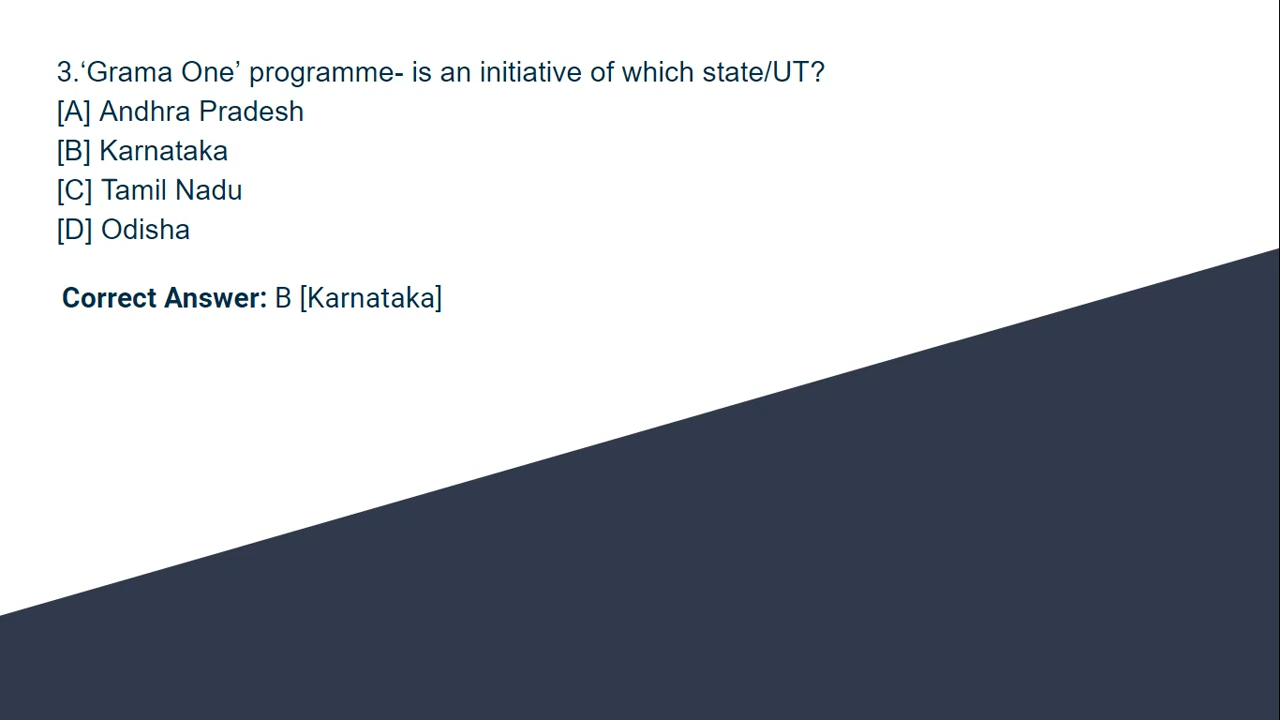 3.‘Grama One’ programme- is an initiative of which state/UT?
[A] Andhra Pradesh
[B] Karnataka
[C] Tamil Nadu
[D] Odisha
Correct Answer: B [Karnataka]